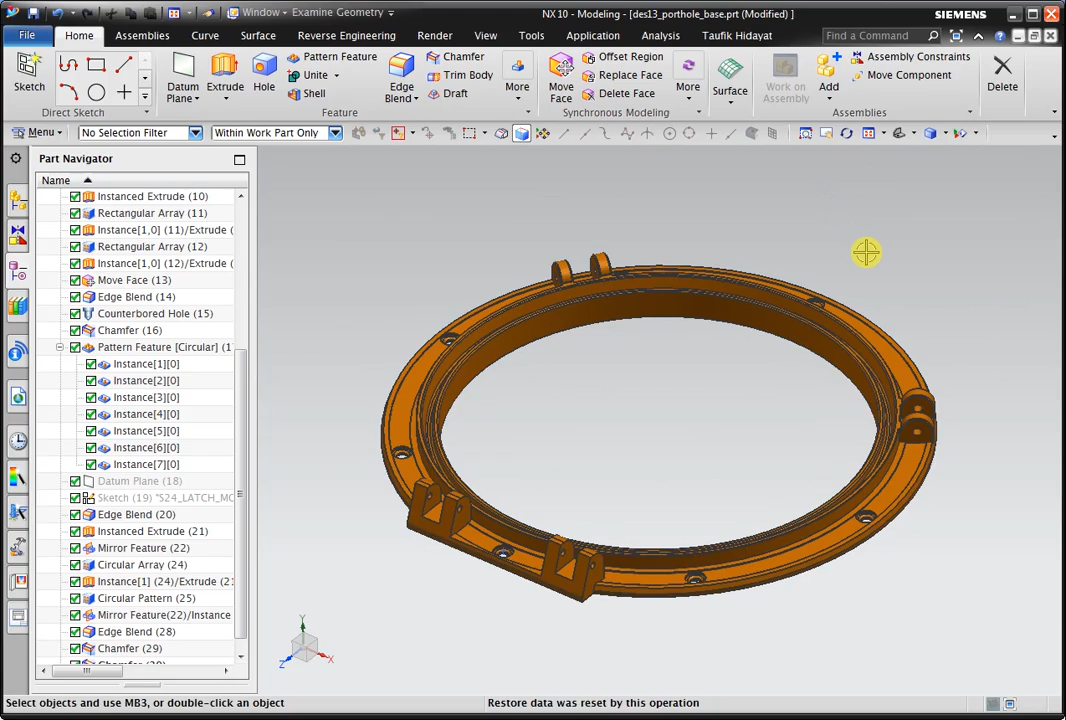 Window
Examine Geometry
NX 10 - Modeling - [des13_porthole_base.prt (Modified) ]
SIEMENS
File
Home
Assemblies
Curve
Surface
Reverse Engineering
Render
View
Tools
Application
Analysis
Taufik Hidayat
Find a Command
Sketch
Direct Sketch
Datum Plane
Extrude
Hole
Pattern Feature
Unite
Shell
Edge Blend
Chamfer
Trim Body
Draft
More
Feature
Move Face
Offset Region
Replace Face
Delete Face
More
Synchronous Modeling
Surface
Work on Assembly
Add
Assembly Constraints
Move Component
Assemblies
Delete
Menu
No Selection Filter
Within Work Part Only
Part Navigator
Name
Instanced Extrude (10)
Rectangular Array (11)
Instance[1,0] (11)/Extrude (
Rectangular Array (12)
Instance[1,0] (12)/Extrude (
Move Face (13)
Edge Blend (14)
Counterbored Hole (15)
Chamfer (16)
Pattern Feature [Circular] (1
Instance[1][0]
Instance[2][0]
Instance[3][0]
Instance[4][0]
Instance[5][0]
Instance[6][0]
Instance[7][0]
Datum Plane (18)
Sketch (19) "S24_LATCH_MO
Edge Blend (20)
Instanced Extrude (21)
Mirror Feature (22)
Circular Array (24)
Instance[1] (24)/Extrude (21
Circular Pattern (25)
Mirror Feature(22)/Instance
Edge Blend (28)
Chamfer (29)
Y
Z
X
Select objects and use MB3, or double-click an object
Restore data was reset by this operation